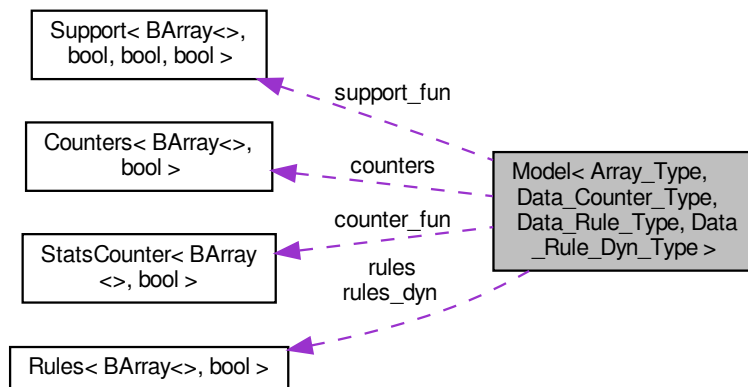 Support< BArray<>,
bool, bool, bool >
support_fun
Counters< BArray<>,
bool >
counters
Model< Array_Type,
Data_Counter_Type,
Data_Rule_Type, Data
_Rule_Dyn_Type >
counter_fun
StatsCounter< BArray
<>, bool >
rules
rules_dyn
Rules< BArray<>, bool >